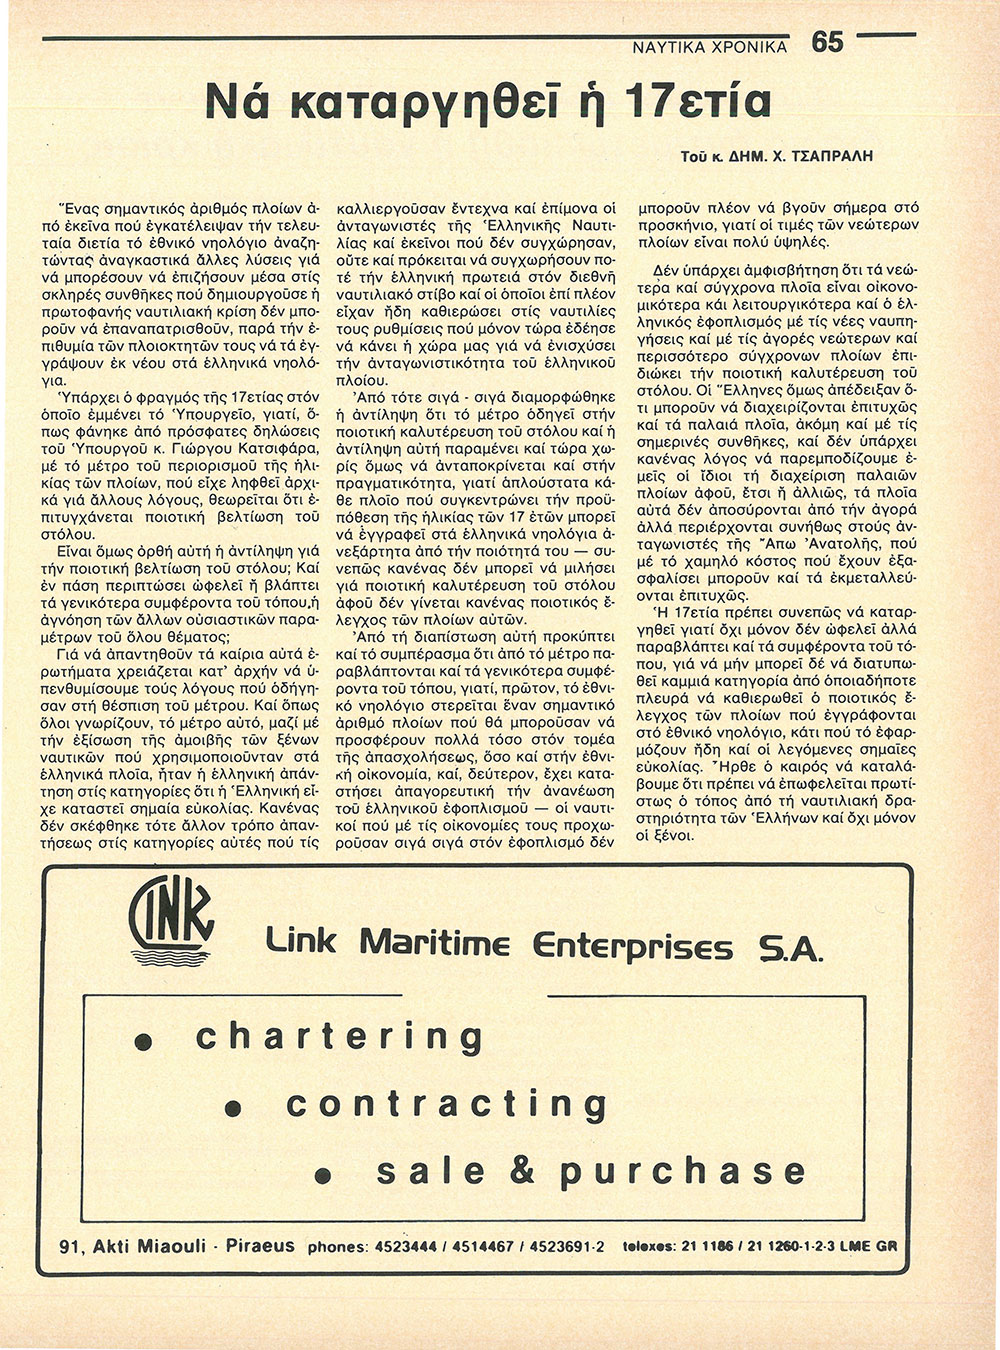 ΝΑΥΤΙΚΑ ΧΡΟΝΙΚΑ 65
Νά καταργηθεῖ ἡ 17ετία
Τοῦ κ. ΔΗΜ. Χ. ΤΣΑΠΡΑΛΗ
Ἕνας σημαντικός ἀριθμός πλοίων ἀ-
πό ἐκεῖνα πού ἐγκατέλειψαν τήν τελευ-
ταία διετία τό ἐθνικό νηολόγιο ἀναζη-
τώντας ἀναγκαστικά ἄλλες λύσεις γιά
νά μπορέσουν νά ἐπιζήσουν μέσα στίς
σκληρές συνθῆκες πού δημιουργοῦσε ἡ
πρωτοφανής ναυτιλιακή κρίση δέν μπο-
ροῦν νά ἐπαναπατρισθοῦν, παρά τήν ἐ-
πιθυμία τῶν πλοιοκτητῶν τους νά τά ἐγ-
γράψουν ἐκ νέου στά ἑλληνικά νηολό-
για.
Ὑπάρχει ὁ φραγμός τῆς 17ετίας στόν
ὁποῖο ἐμμένει τό Ὑπουργεῖο, γιατί, ὅ-
πως φάνηκε ἀπό πρόσφατες δηλώσεις
τοῦ Ὑπουργοῦ κ. Γιώργου Κατσιφάρα,
μέ τό μέτρο τοῦ περιορισμοῦ τῆς ἡλι-
κίας τῶν πλοίων, πού εἶχε ληφθεῖ ἀρχι-
κά γιά ἄλλους λόγους, θεωρεῖται ὅτι ἐ-
πιτυγχάνεται ποιοτική βελτίωση τοῦ
στόλου.
Εἶναι ὅμως ὀρθή αὐτή ἡ ἀντίληψη γιά
τήν ποιοτική βελτίωση τοῦ στόλου; Καί
ἐν πάση περιπτώσει ὠφελεῖ ἤ βλάπτει
τά γενικότερα συμφέροντα τοῦ τόπου,ἡ
ἀγνόηση τῶν ἄλλων οὐσιαστικῶν παρα-
μέτρων τοῦ ὅλου θέματος;
Γιά νά ἀπαντηθοῦν τά καίρια αὐτά ἐ-
ρωτήματα χρειάζεται κατ' ἀρχήν νά ὑ-
πενθυμίσουμε τούς λόγους πού ὁδήγη-
σαν στή θέσπιση τοῦ μέτρου. Καί ὅπως
ὅλοι γνωρίζουν, τό μέτρο αὐτό, μαζί μέ
τήν ἐξίσωση τῆς ἀμοιβῆς τῶν ξένων
ναυτικῶν πού χρησιμοποιοῦνταν στά
ἑλληνικά πλοῖα, ἦταν ἡ ἑλληνική ἀπάν-
τηση στίς κατηγορίες ὅτι ἡ Ἑλληνική εἶ-
χε καταστεῖ σημαία εὐκολίας. Κανένας
δέν σκέφθηκε τότε ἄλλον τρόπο ἀπαν-
τήσεως στίς κατηγορίες αὐτές πού τίς
καλλιεργοῦσαν ἔντεχνα καί ἐπίμονα οἱ
ἀνταγωνιστές τῆς Ἑλληνικῆς Ναυτι-
λίας καί ἐκεῖνοι πού δέν συγχώρησαν,
οὔτε καί πρόκειται νά συγχωρήσουν πο-
τέ τήν ἑλληνική πρωτειά στόν διεθνῆ
ναυτιλιακό στίβο καί οἱ ὁποῖοι ἐπί πλέον
εἶχαν ἤδη καθιερώσει στίς ναυτιλίες
τους ρυθμίσεις πού μόνον τώρα ἐδέησε
νά κάνει ἡ χώρα μας γιά νά ἐνισχύσει
τήν ἀνταγωνιστικότητα τοῦ ἑλληνικοῦ
πλοίου.
Ἀπό τότε σιγά - σιγά διαμορφώθηκε
ἡ ἀντίληψη ὅτι τό μέτρο ὁδηγεῖ στήν
ποιοτική καλυτέρευση τοῦ στόλου καί ἡ
ἀντίληψη αὐτή παραμένει καί τώρα χω-
ρίς ὅμως νά ἀνταποκρίνεται καί στήν
πραγματικότητα, γιατί ἁπλούστατα κά-
θε πλοῖο πού συγκεντρώνει τήν προϋ-
πόθεση τῆς ἡλικίας τῶν 17 ἐτῶν μπορεῖ
νά ἐγγραφεῖ στά ἑλληνικά νηολόγια ἀ-
νεξάρτητα ἀπό τήν ποιότητά του — συ-
νεπῶς κανένας δέν μπορεῖ νά μιλήσει
γιά ποιοτική καλυτέρευση τοῦ στόλου
ἀφοῦ δέν γίνεται κανένας ποιοτικός ἔ-
λεγχος τῶν πλοίων αὐτῶν.
Ἀπό τή διαπίστωση αὐτή προκύπτει
καί τό συμπέρασμα ὅτι ἀπό τό μέτρο πα-
ραβλάπτονται καί τά γενικότερα συμφέ-
ροντα τοῦ τόπου, γιατί, πρῶτον, τό ἐθνι-
κό νηολόγιο στερεῖται ἕναν σημαντικό
ἀριθμό πλοίων πού θά μποροῦσαν νά
προσφέρουν πολλά τόσο στόν τομέα
τῆς ἀπασχολήσεως, ὅσο καί στήν ἐθνι-
κή οἰκονομία, καί, δεύτερον, ἔχει κατα-
στήσει ἀπαγορευτική τήν ἀνανέωση
τοῦ ἑλληνικοῦ ἐφοπλισμοῦ — οἱ ναυτι-
κοί πού μέ τίς οἰκονομίες τους προχω-
ροῦσαν σιγά σιγά στόν ἐφοπλισμό δέν
μποροῦν πλέον νά βγοῦν σήμερα στό
προσκήνιο, γιατί οἱ τιμές τῶν νεώτερων
πλοίων εἶναι πολύ ὑψηλές.
Δέν ὑπάρχει ἀμφισβήτηση ὅτι τά νεώ-
τερα καί σύγχρονα πλοῖα εἶναι οἰκονο-
μικότερα κάι λειτουργικότερα καί ὁ ἑλ-
ληνικός ἐφοπλισμός μέ τίς νέες ναυπη-
γήσεις καί μέ τίς ἀγορές νεώτερων καί
περισσότερο σύγχρονων πλοίων ἐπι-
διώκει τήν ποιοτική καλυτέρευση τοῦ
στόλου. Οἱ Ἕλληνες ὅμως ἀπέδειξαν ὅ-
τι μποροῦν νά διαχειρίζονται ἐπιτυχῶς
καί τά παλαιά πλοῖα, ἀκόμη καί μέ τίς
σημερινές συνθῆκες, καί δέν ὑπάρχει
κανένας λόγος νά παρεμποδίζουμε ἐ-
μεῖς οἱ ἴδιοι τή διαχείριση παλαιῶν
πλοίων ἀφοῦ, ἔτσι ἤ ἀλλιῶς, τά πλοῖα
αὐτά δέν ἀποσύρονται ἀπό τήν ἀγορά
ἀλλά περιέρχονται συνήθως στούς ἀν-
ταγωνιστές τῆς Ἄπω Ἀνατολῆς, πού
μέ τό χαμηλό κόστος πού ἔχουν ἐξα-
σφαλίσει μποροῦν καί τά ἐκμεταλλεύ-
ονται ἐπιτυχῶς.
Ἡ 17ετία πρέπει συνεπῶς νά καταρ-
γηθεῖ γιατί ὄχι μόνον δέν ὠφελεῖ ἀλλά
παραβλάπτει καί τά συμφέροντα τοῦ τό-
που, γιά νά μήν μπορεῖ δέ νά διατυπω-
θεῖ καμμιά κατηγορία ἀπό ὁποιαδήποτε
πλευρά νά καθιερωθεῖ ὁ ποιοτικός ἔ-
λεγχος τῶν πλοίων πού ἐγγράφονται
στό ἐθνικό νηολόγιο, κάτι πού τό ἐφαρ-
μόζουν ἤδη καί οἱ λεγόμενες σημαῖες
εὐκολίας. Ἦρθε ὁ καιρός νά καταλά-
βουμε ὅτι πρέπει νά ἐπωφελεῖται πρωτί-
στως ὁ τόπος ἀπό τή ναυτιλιακή δρα-
στηριότητα τῶν Ἑλλήνων καί ὄχι μόνον
οἱ ξένοι.
LINK
Link Maritime Enterprises S.A.
• chartering
• contracting
• sale & purchase
91, Akti Miaouli - Piraeus phones: 4523444 / 4514467 / 4523691-2 telexes: 21 1186 / 21 1260-1-2-3 LME GR